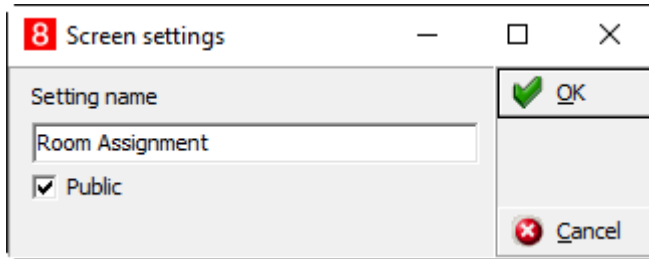 8 Screen settings
Setting name
OK
Room Assignment
Public
Cancel